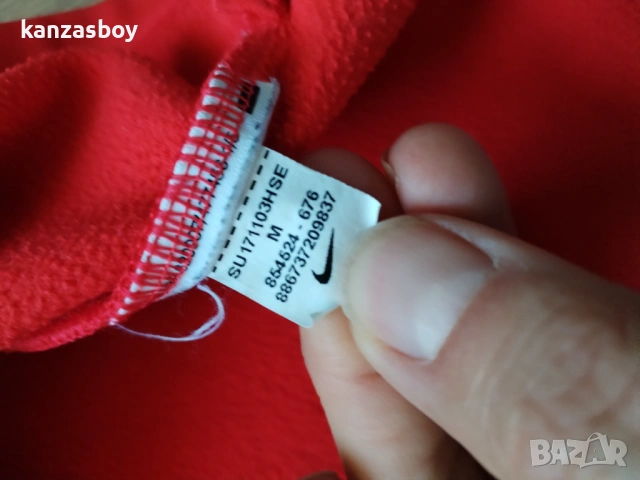 kanzasboy
SU171103HSE
M
854524 - 676
886737209837
BAZAR